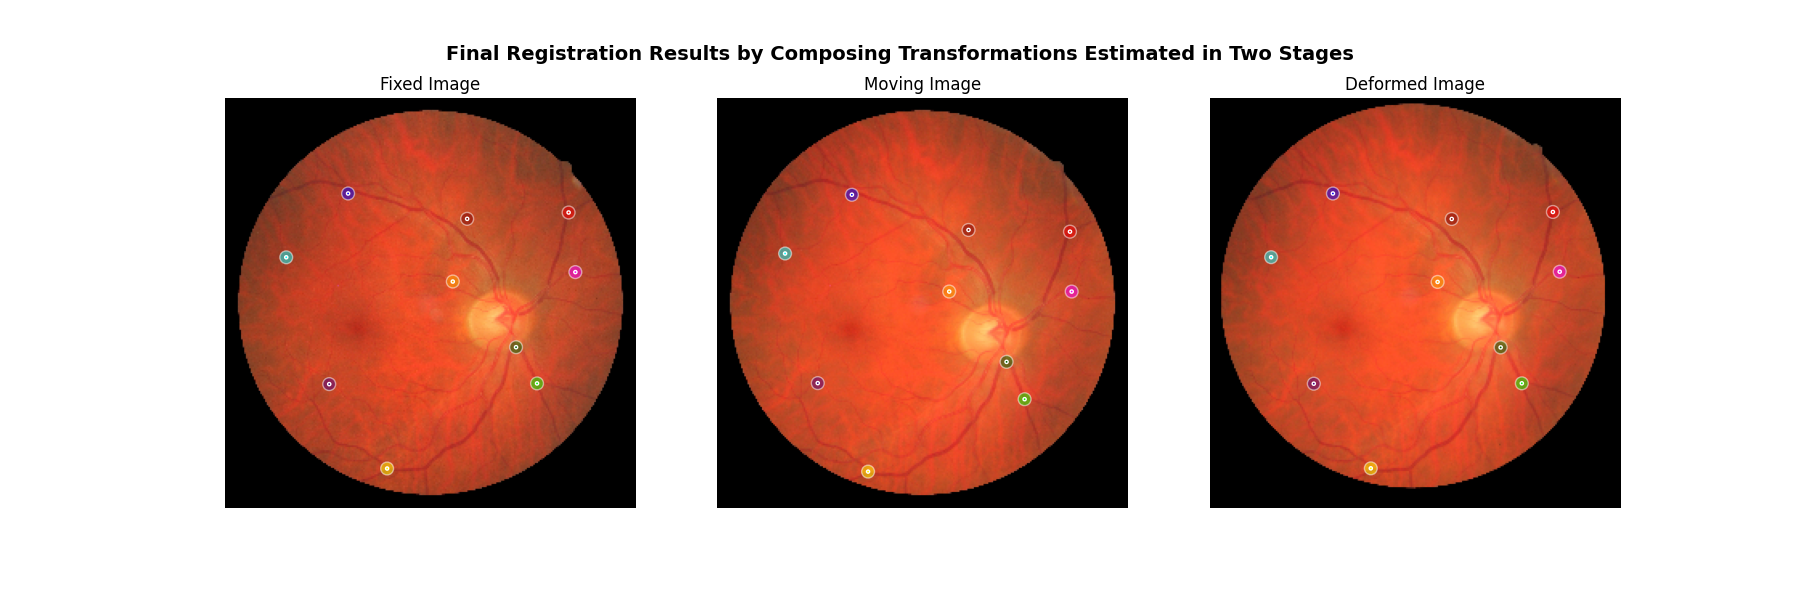 Final Registration Results by Composing Transformations Estimated in Two Stages
Fixed Image
Moving Image
Deformed Image